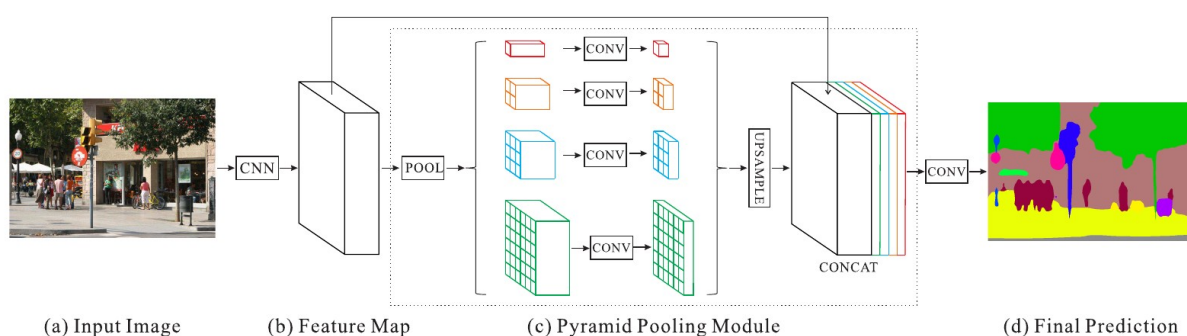 CNN
POOL
CONV
CONV
CONV
CONV
UPSAMPLE
CONCAT
CONV
(a) Input Image
(b) Feature Map
(c) Pyramid Pooling Module
(d) Final Prediction